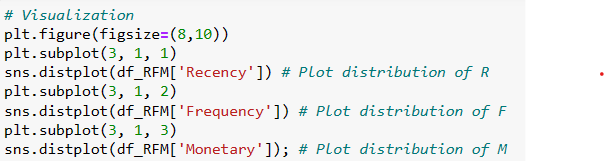 # Visualization
plt.figure(figsize=(8,10))
plt.subplot(3, 1, 1)
sns.distplot(df_RFM['Recency']) # Plot distribution of R
plt.subplot(3, 1, 2)
sns.distplot(df_RFM['Frequency']) # Plot distribution of F
plt.subplot(3, 1, 3)
sns.distplot(df_RFM['Monetary']); # Plot distribution of M